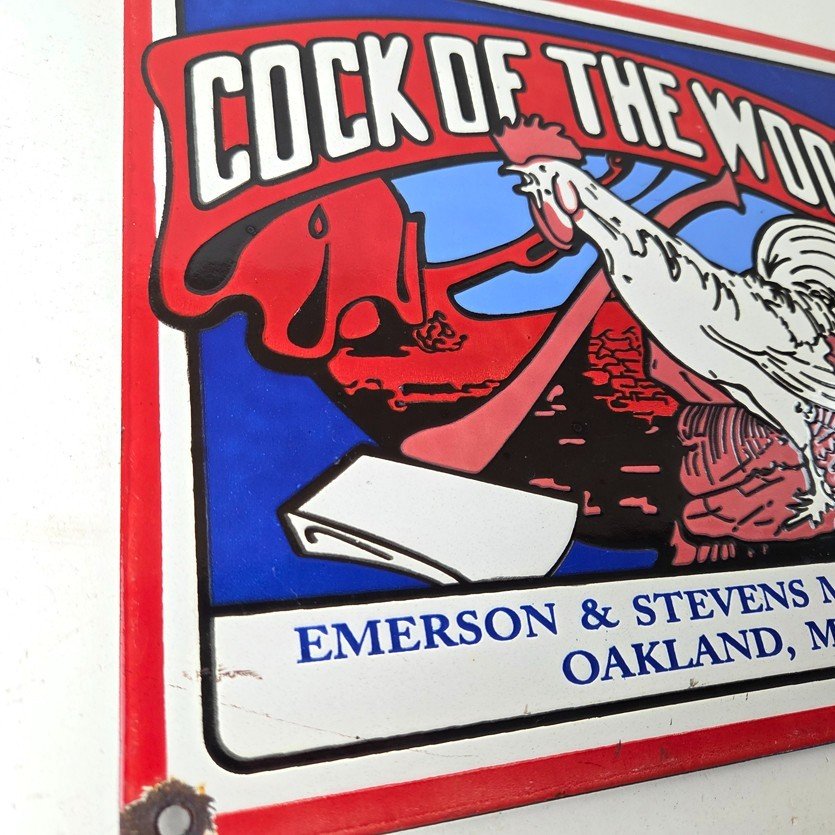 COCK OF THE WOO
EMERSON & STEVENS M
OAKLAND, M